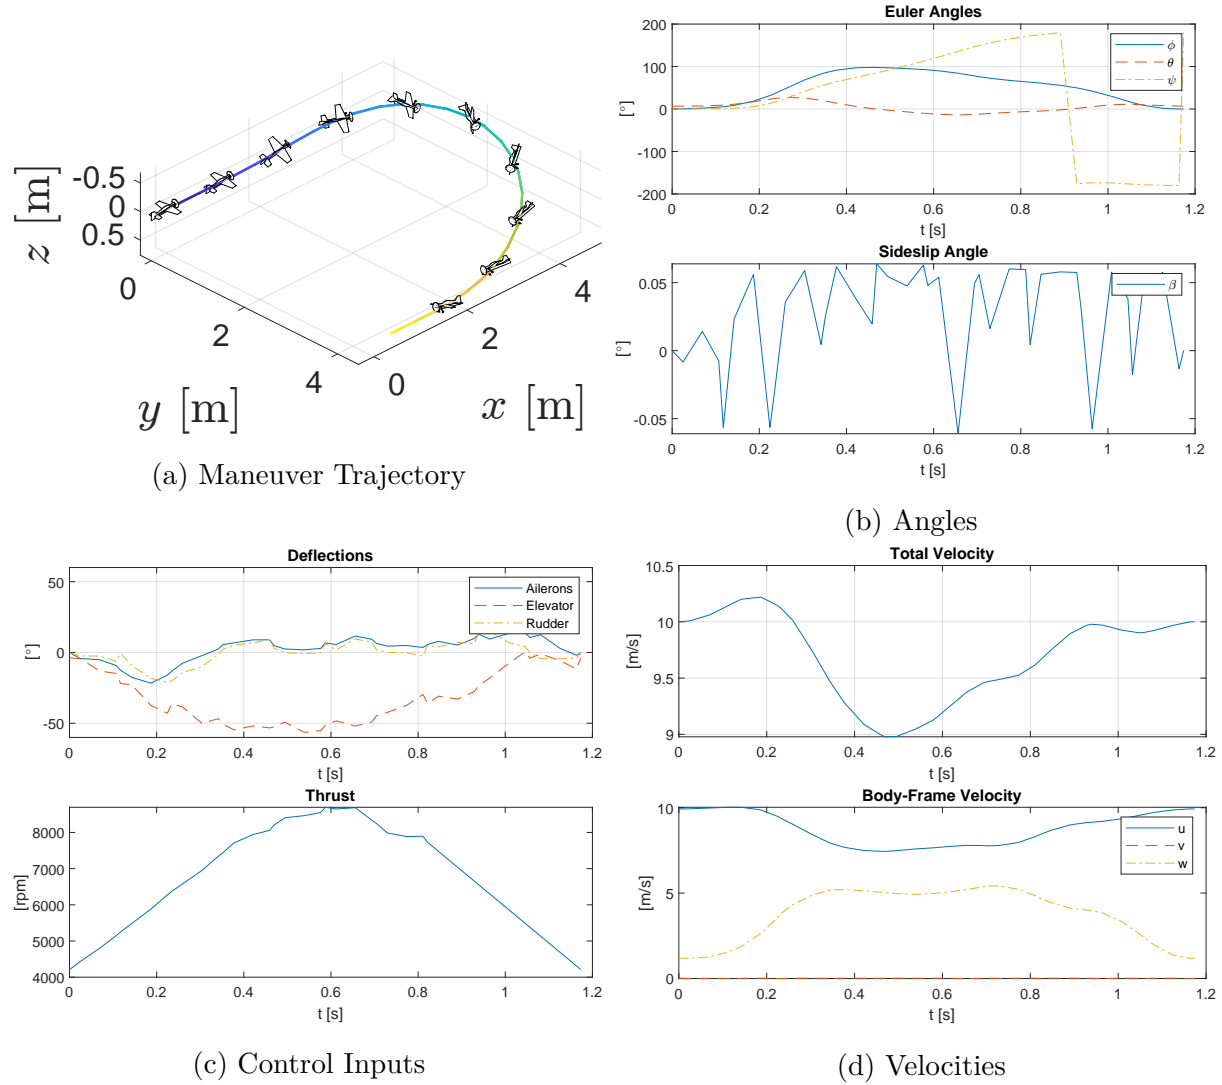 -0.5
0
0.5
z [m]
0
2
4
y [m]
0
2
4
x [m]
(a) Maneuver Trajectory
Euler Angles
200
100
0
-100
-200
[°]
ϕ
θ
ψ
0 0.2 0.4 0.6 0.8 1 1.2
t [s]
Sideslip Angle
0.05
0
-0.05
[°]
β
0 0.2 0.4 0.6 0.8 1 1.2
t [s]
(b) Angles
Deflections
50
0
-50
[°]
Ailerons
Elevator
Rudder
0 0.2 0.4 0.6 0.8 1 1.2
t [s]
Thrust
8000
7000
6000
5000
4000
[rpm]
0 0.2 0.4 0.6 0.8 1 1.2
t [s]
(c) Control Inputs
Total Velocity
10.5
10
9.5
9
[m/s]
0 0.2 0.4 0.6 0.8 1 1.2
t [s]
Body-Frame Velocity
10
5
0
[m/s]
u
v
w
0 0.2 0.4 0.6 0.8 1 1.2
t [s]
(d) Velocities